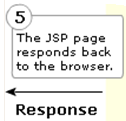 5
The JSP page
responds back
to the browser.
Response